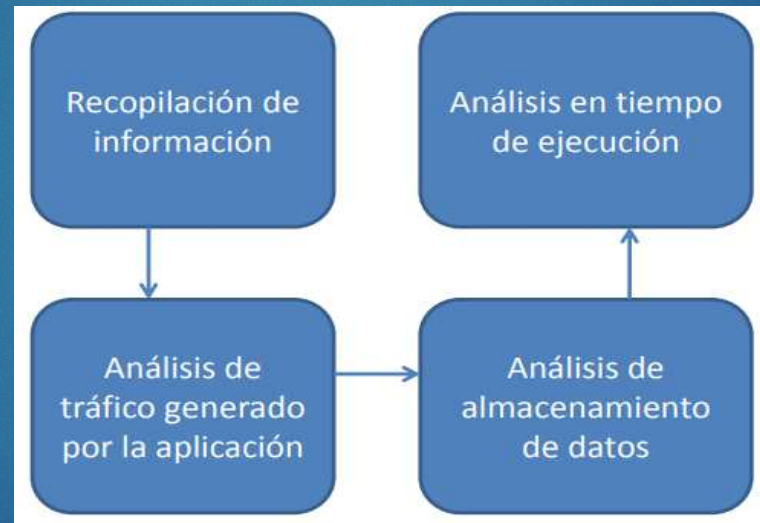 Recopilación de
información
Análisis en tiempo
de ejecución
Análisis de
tráfico generado
por la aplicación
Análisis de
almacenamiento
de datos